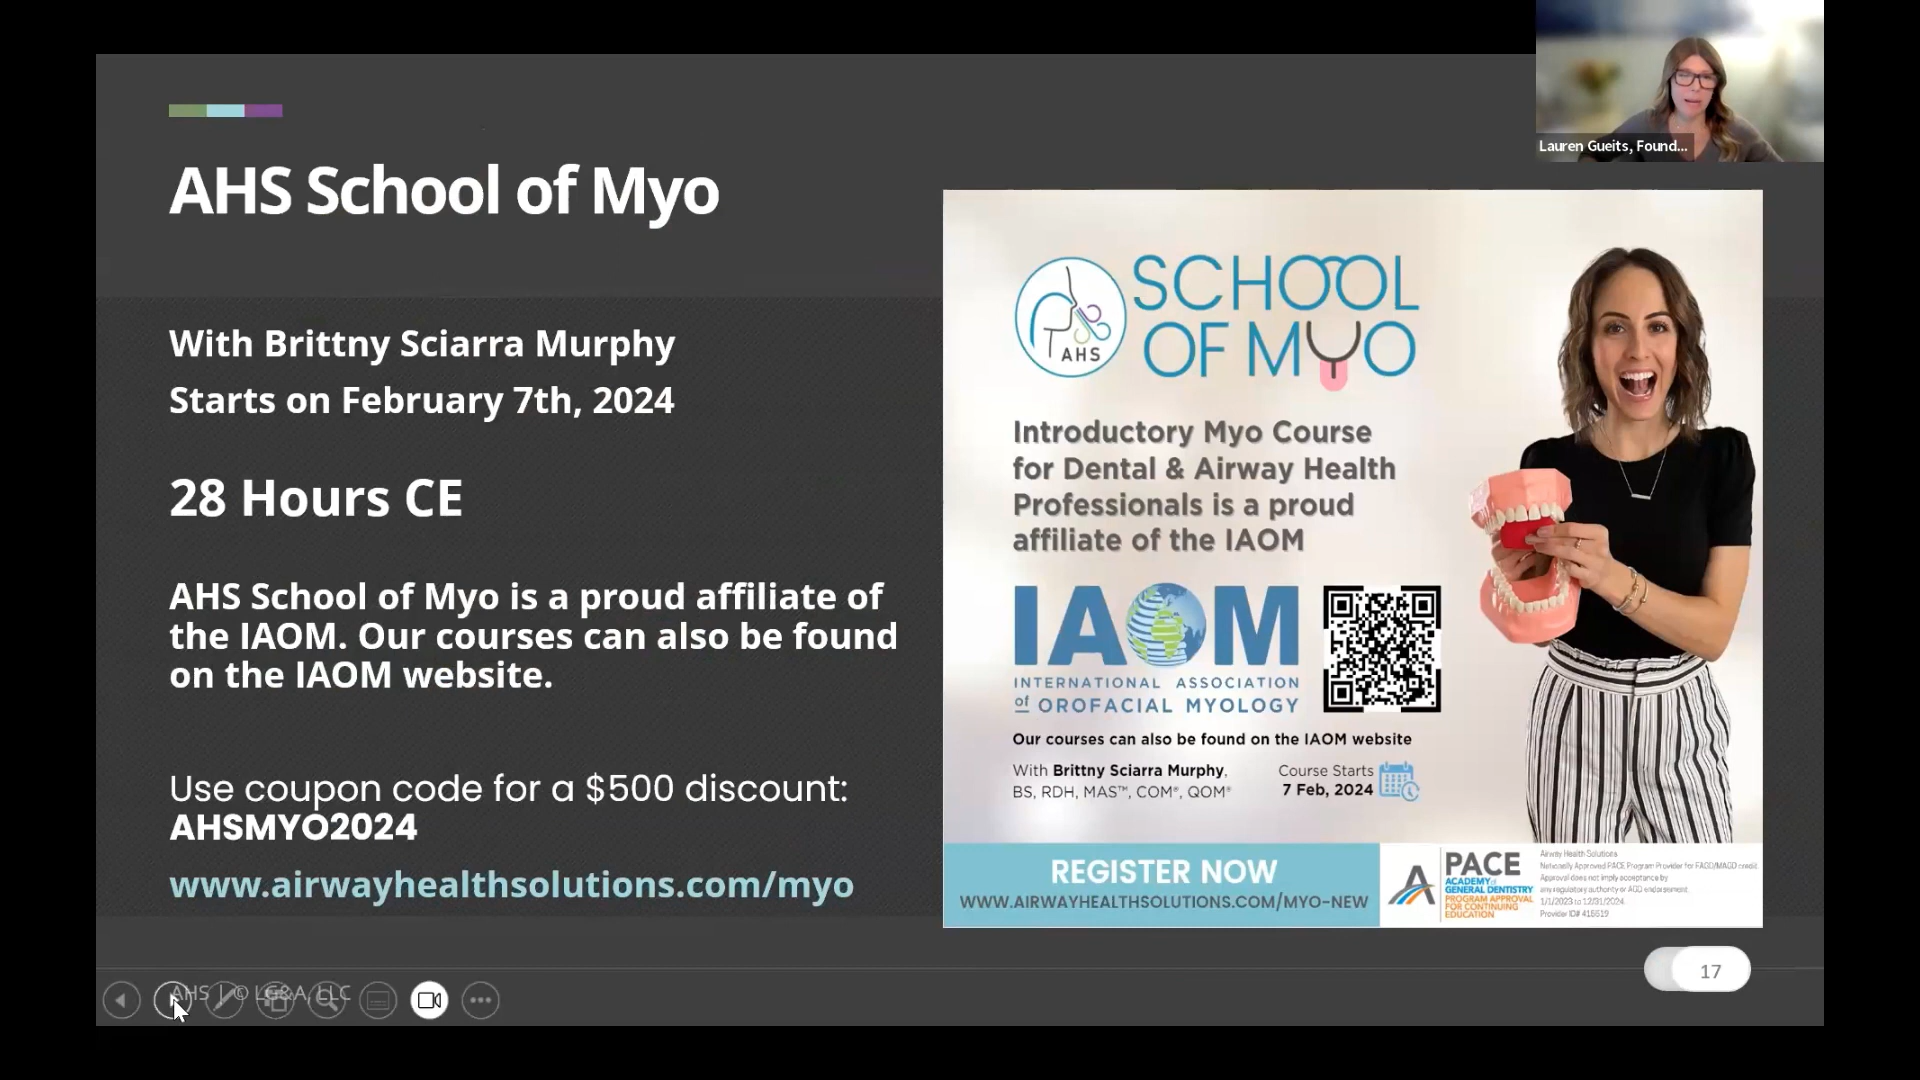 Lauren Gueits, Found...
AHS School of Myo
With Brittny Sciarra Murphy
Starts on February 7th, 2024
28 Hours CE
AHS School of Myo is a proud affiliate of
the IAOM. Our courses can also be found
on the IAOM website.
Use coupon code for a $500 discount:
AHSMYO2024
www.airwayhealthsolutions.com/myo
AHS
SCHOOL
OF MYO
Introductory Myo Course
for Dental & Airway Health
Professionals is a proud
affiliate of the IAOM
IAOM
INTERNATIONAL ASSOCIATION
of OROFACIAL MYOLOGY
Our courses can also be found on the IAOM website
With Brittny Sciarra Murphy,
BS, RDH, MAS™, COM®, QOM®
Course Starts
7 Feb, 2024
REGISTER NOW
WWW.AIRWAYHEALTHSOLUTIONS.COM/MYO-NEW
PACE
ACADEMY of
GENERAL DENTISTRY
PROGRAM APPROVAL
FOR CONTINUING
EDUCATION
Airway Health Solutions
Nationally Approved PACE Program Provider for FAGD/MAGD credit.
Approval does not imply acceptance by
any regulatory authority or AGD endorsement.
1/1/2023 to 12/31/2024.
Provider ID# 415519
17
AHS | © LG&A, LLC